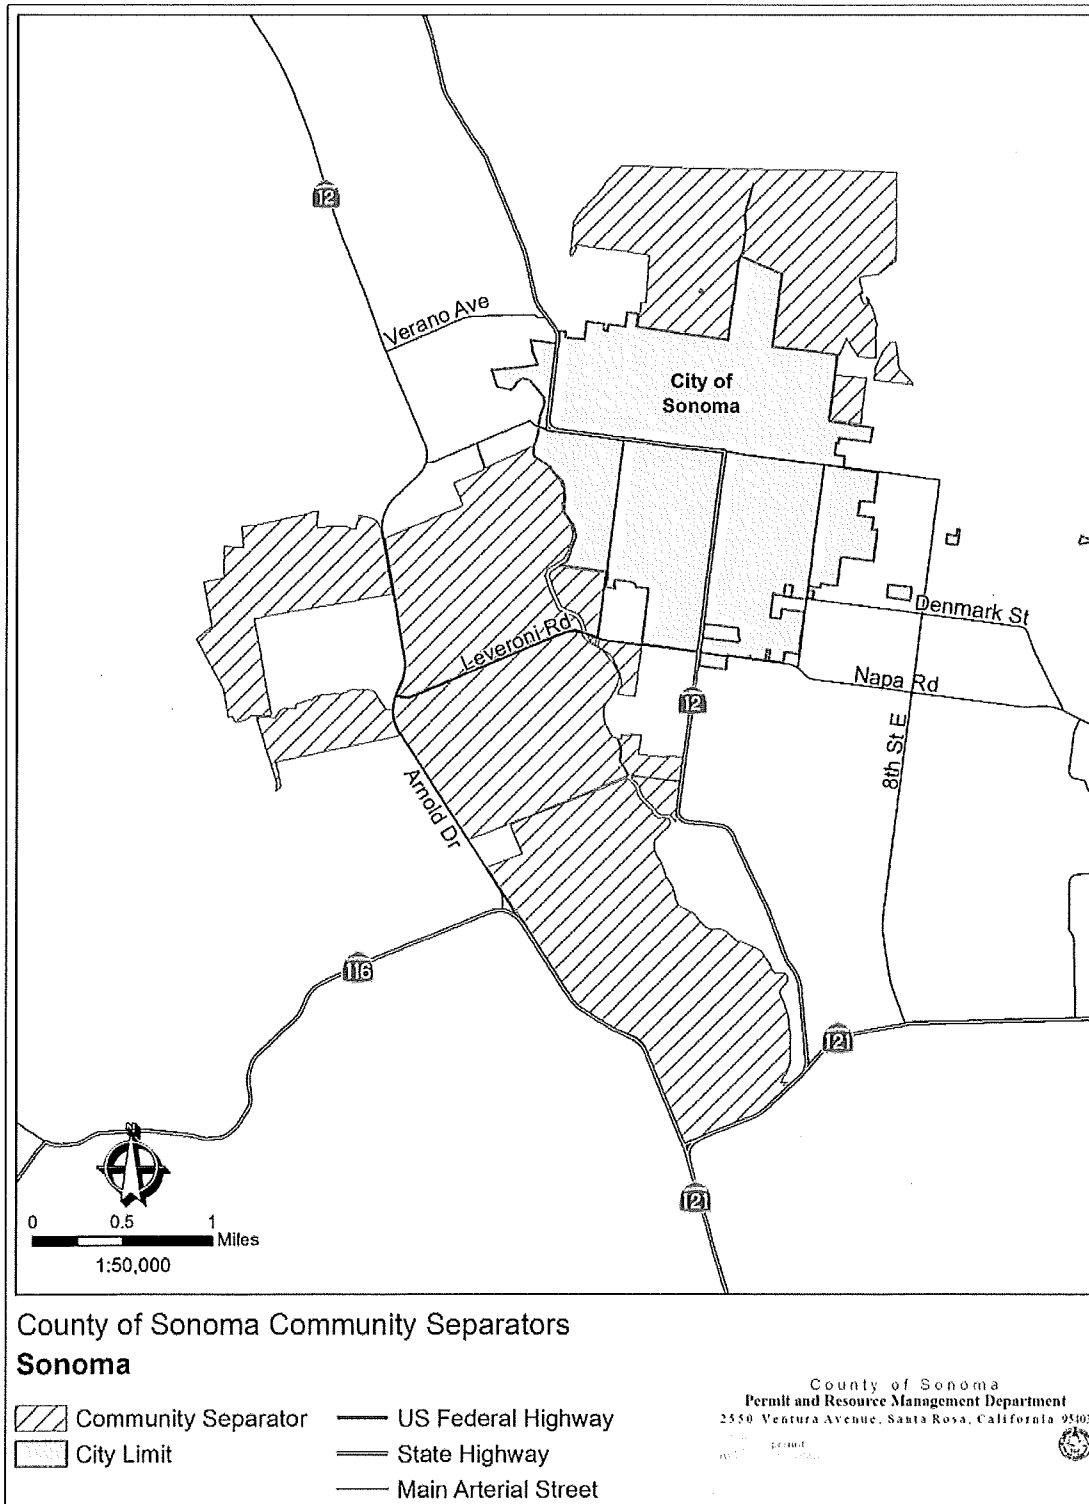 12
Verano Ave
City of
Sonoma
Leveroni Rd
Denmark St
Napa Rd
12
8th St E
Arnold Dr
116
121
N
0 0.5 1
Miles
1:50,000
121
County of Sonoma Community Separators
Sonoma
Community Separator
City Limit
US Federal Highway
State Highway
Main Arterial Street
County of Sonoma
Permit and Resource Management Department
2550 Ventura Avenue, Santa Rosa, California 95403
permit